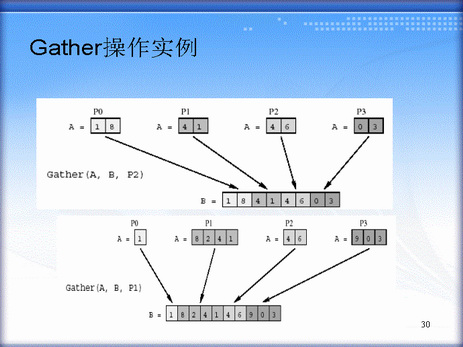 Gather操作实例
P0 P1 P2 P3
A = 1 8 A = 4 1 A = 4 6 A = 0 3
Gather(A, B, P2)
B = 1 8 4 1 4 6 0 3
P0 P1 P2 P3
A = 1 A = 8 2 4 1 A = 4 6 A = 9 0 3
Gather(A, B, P1)
B = 1 8 2 4 1 4 6 9 0 3
30